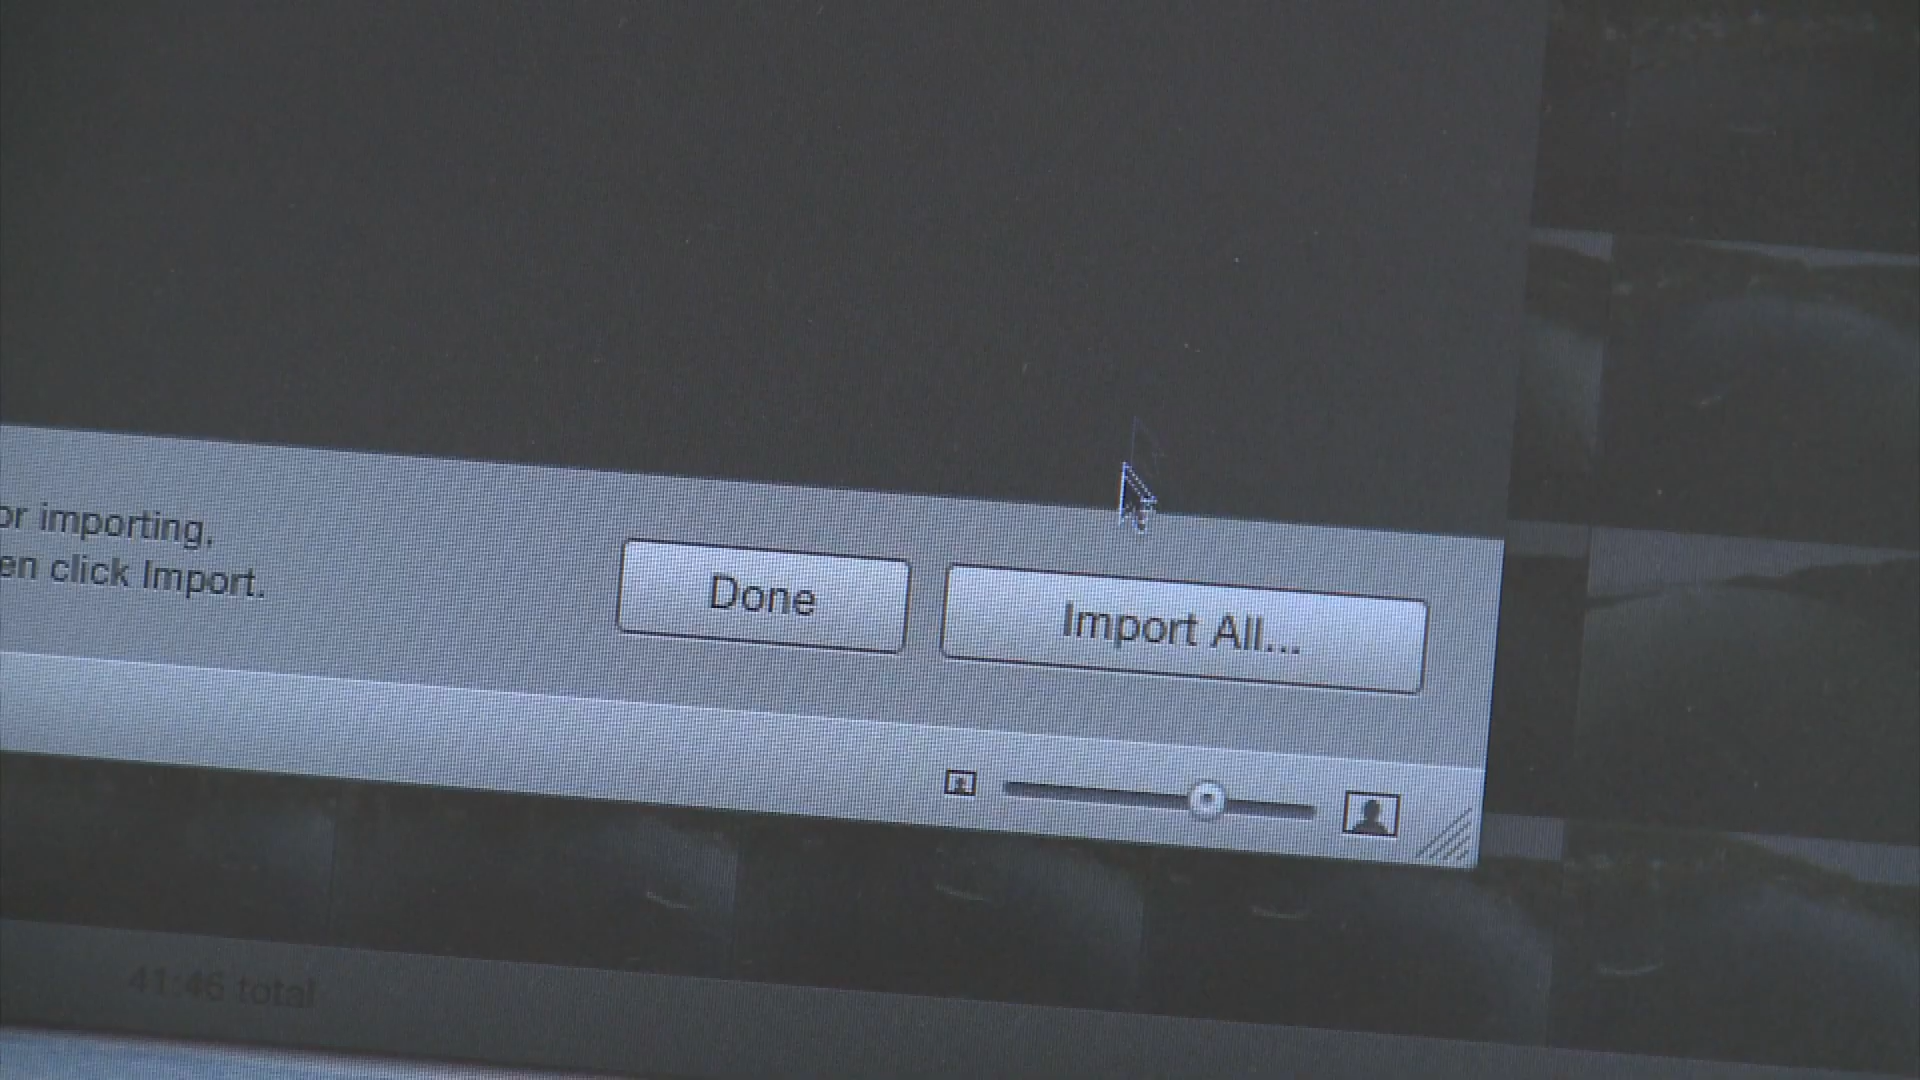 or importing,
en click Import.
Done
Import All...
41:46 total